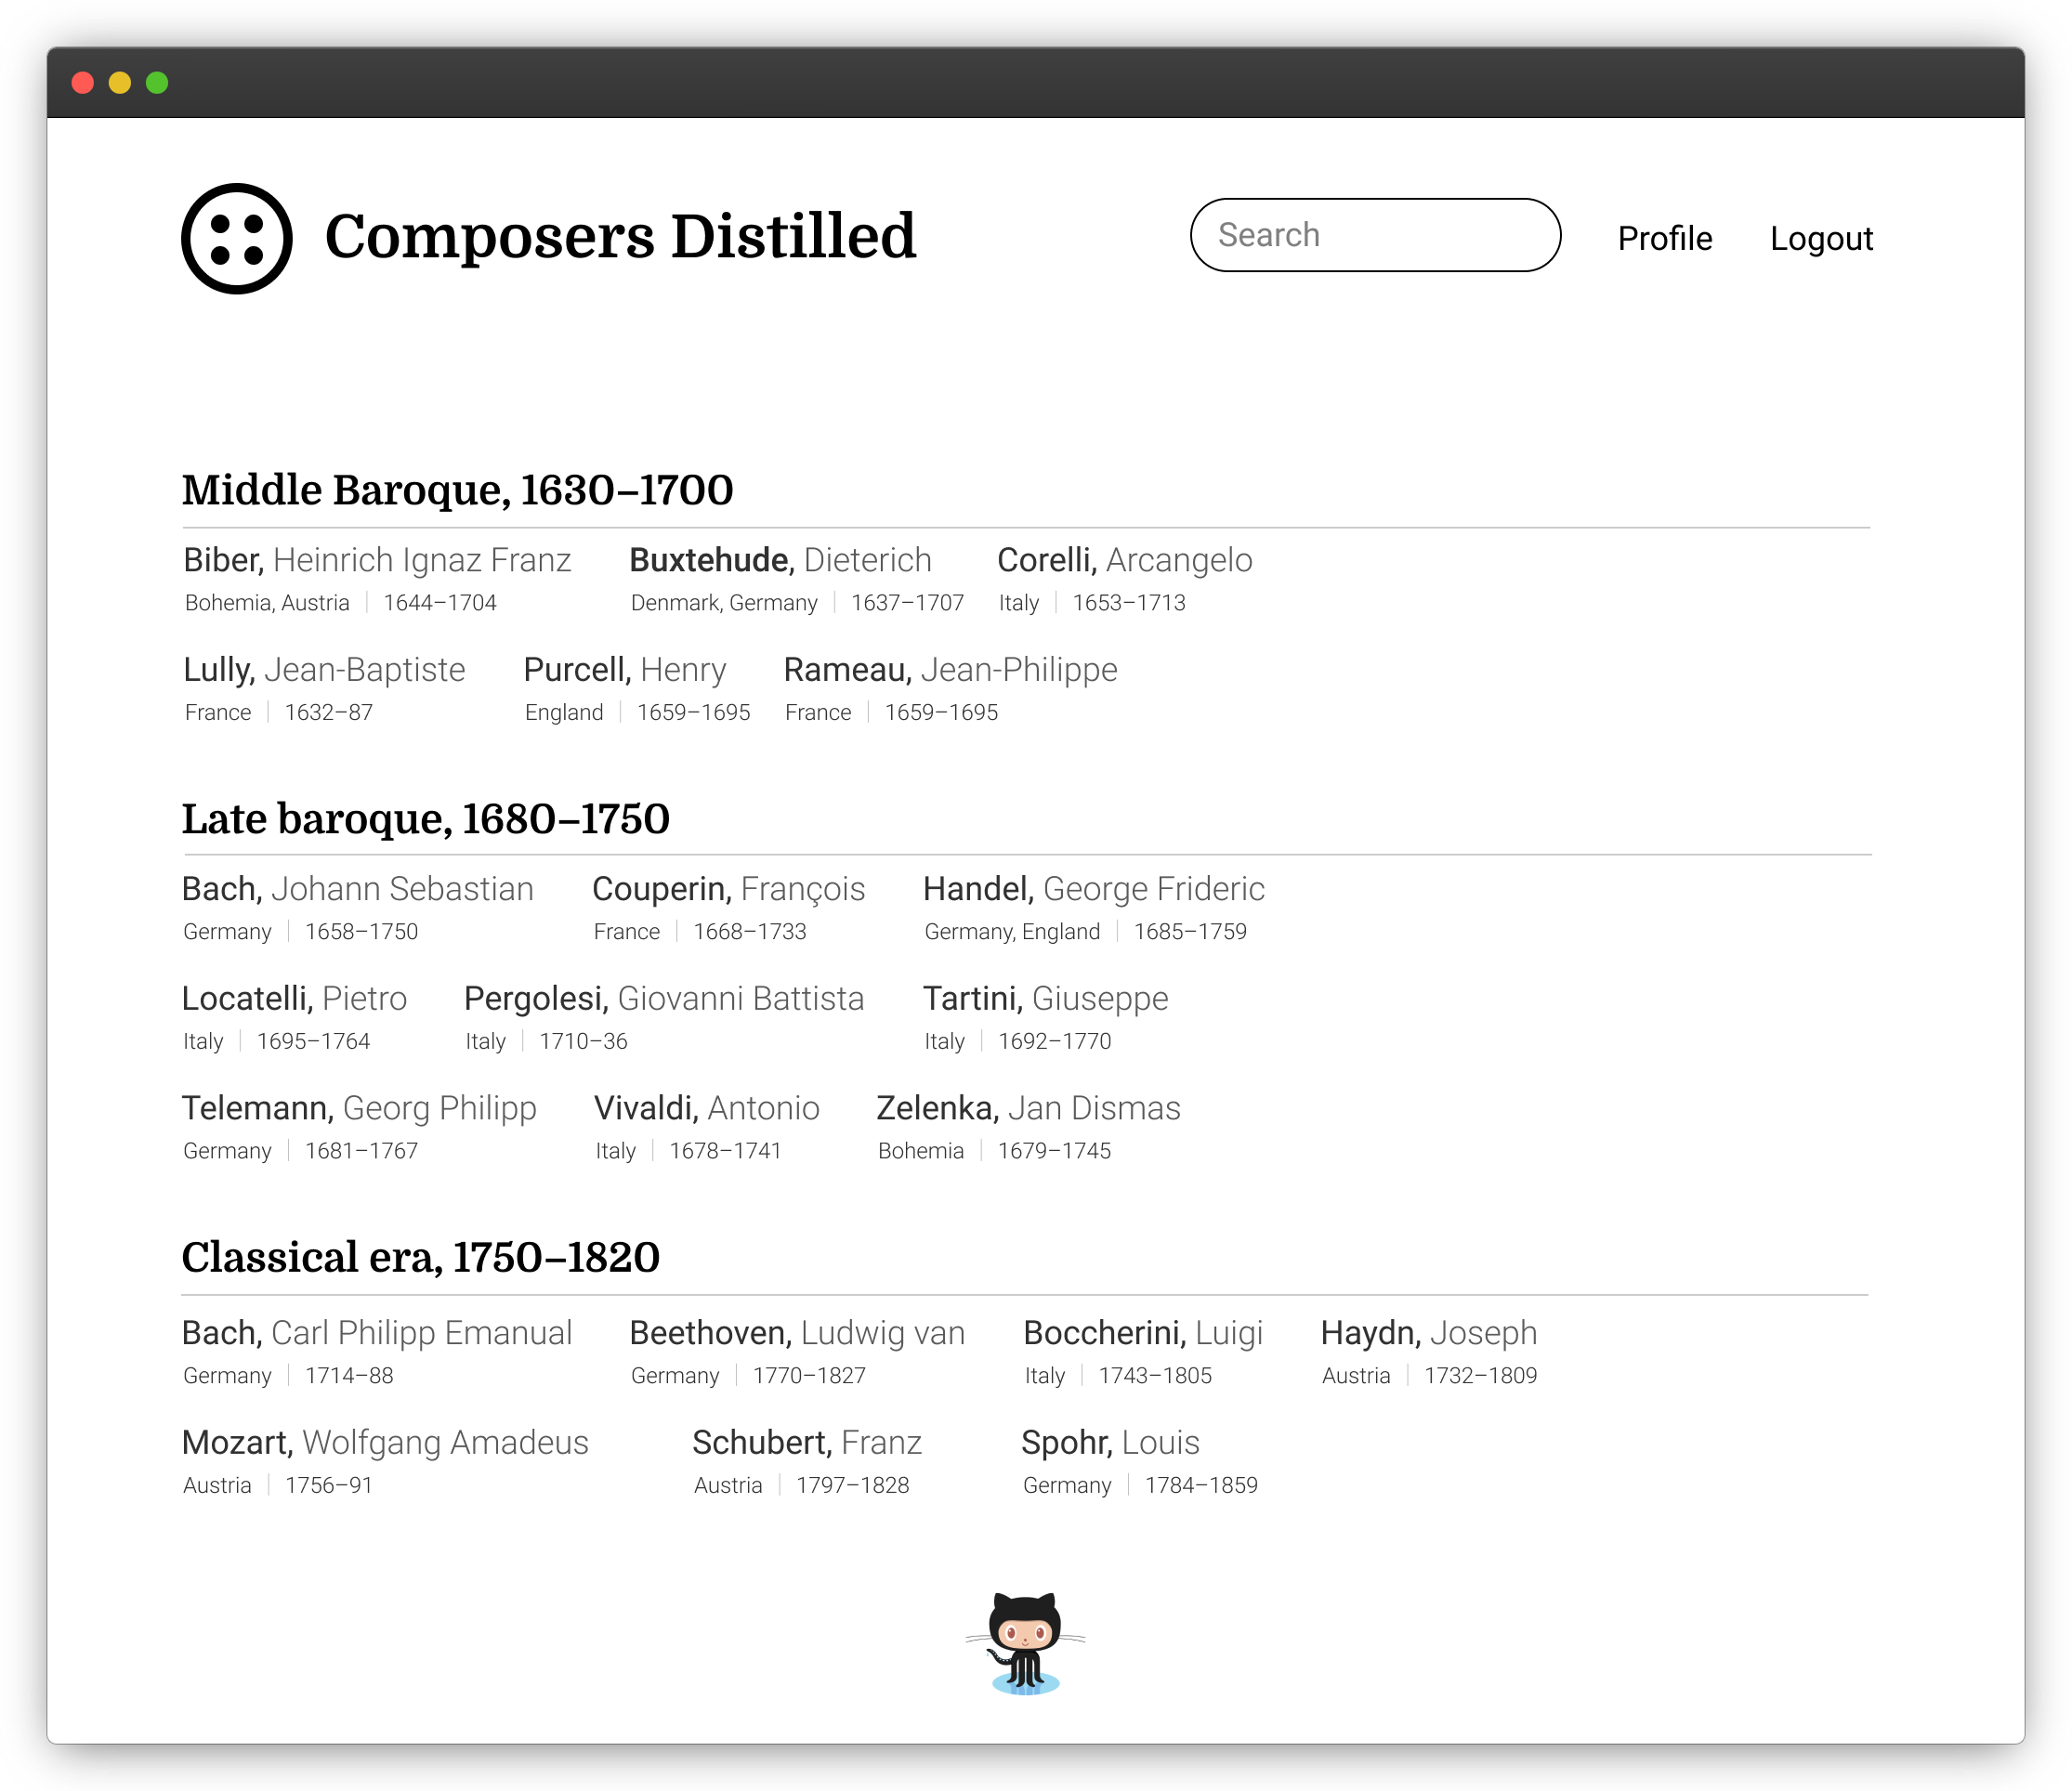 Composers Distilled
Search
Profile
Logout
Middle Baroque, 1630–1700
Biber, Heinrich Ignaz Franz
Bohemia, Austria | 1644–1704
Buxtehude, Dieterich
Denmark, Germany | 1637–1707
Corelli, Arcangelo
Italy | 1653–1713
Lully, Jean-Baptiste
France | 1632–87
Purcell, Henry
England | 1659–1695
Rameau, Jean-Philippe
France | 1659–1695
Late baroque, 1680–1750
Bach, Johann Sebastian
Germany | 1658–1750
Couperin, François
France | 1668–1733
Handel, George Frideric
Germany, England | 1685–1759
Locatelli, Pietro
Italy | 1695–1764
Pergolesi, Giovanni Battista
Italy | 1710–36
Tartini, Giuseppe
Italy | 1692–1770
Telemann, Georg Philipp
Germany | 1681–1767
Vivaldi, Antonio
Italy | 1678–1741
Zelenka, Jan Dismas
Bohemia | 1679–1745
Classical era, 1750–1820
Bach, Carl Philipp Emanual
Germany | 1714–88
Beethoven, Ludwig van
Germany | 1770–1827
Boccherini, Luigi
Italy | 1743–1805
Haydn, Joseph
Austria | 1732–1809
Mozart, Wolfgang Amadeus
Austria | 1756–91
Schubert, Franz
Austria | 1797–1828
Spohr, Louis
Germany | 1784–1859